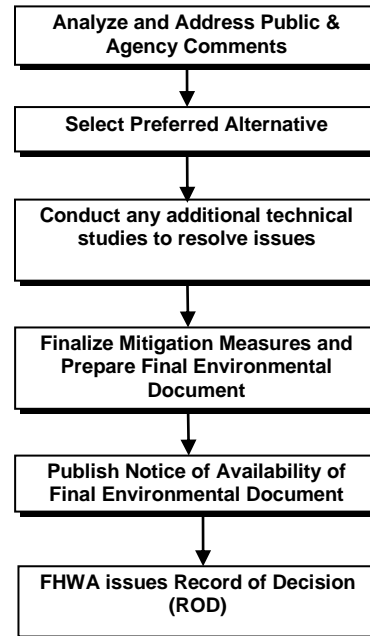 Analyze and Address Public &
Agency Comments
Select Preferred Alternative
Conduct any additional technical
studies to resolve issues
Finalize Mitigation Measures and
Prepare Final Environmental
Document
Publish Notice of Availability of
Final Environmental Document
FHWA issues Record of Decision
(ROD)